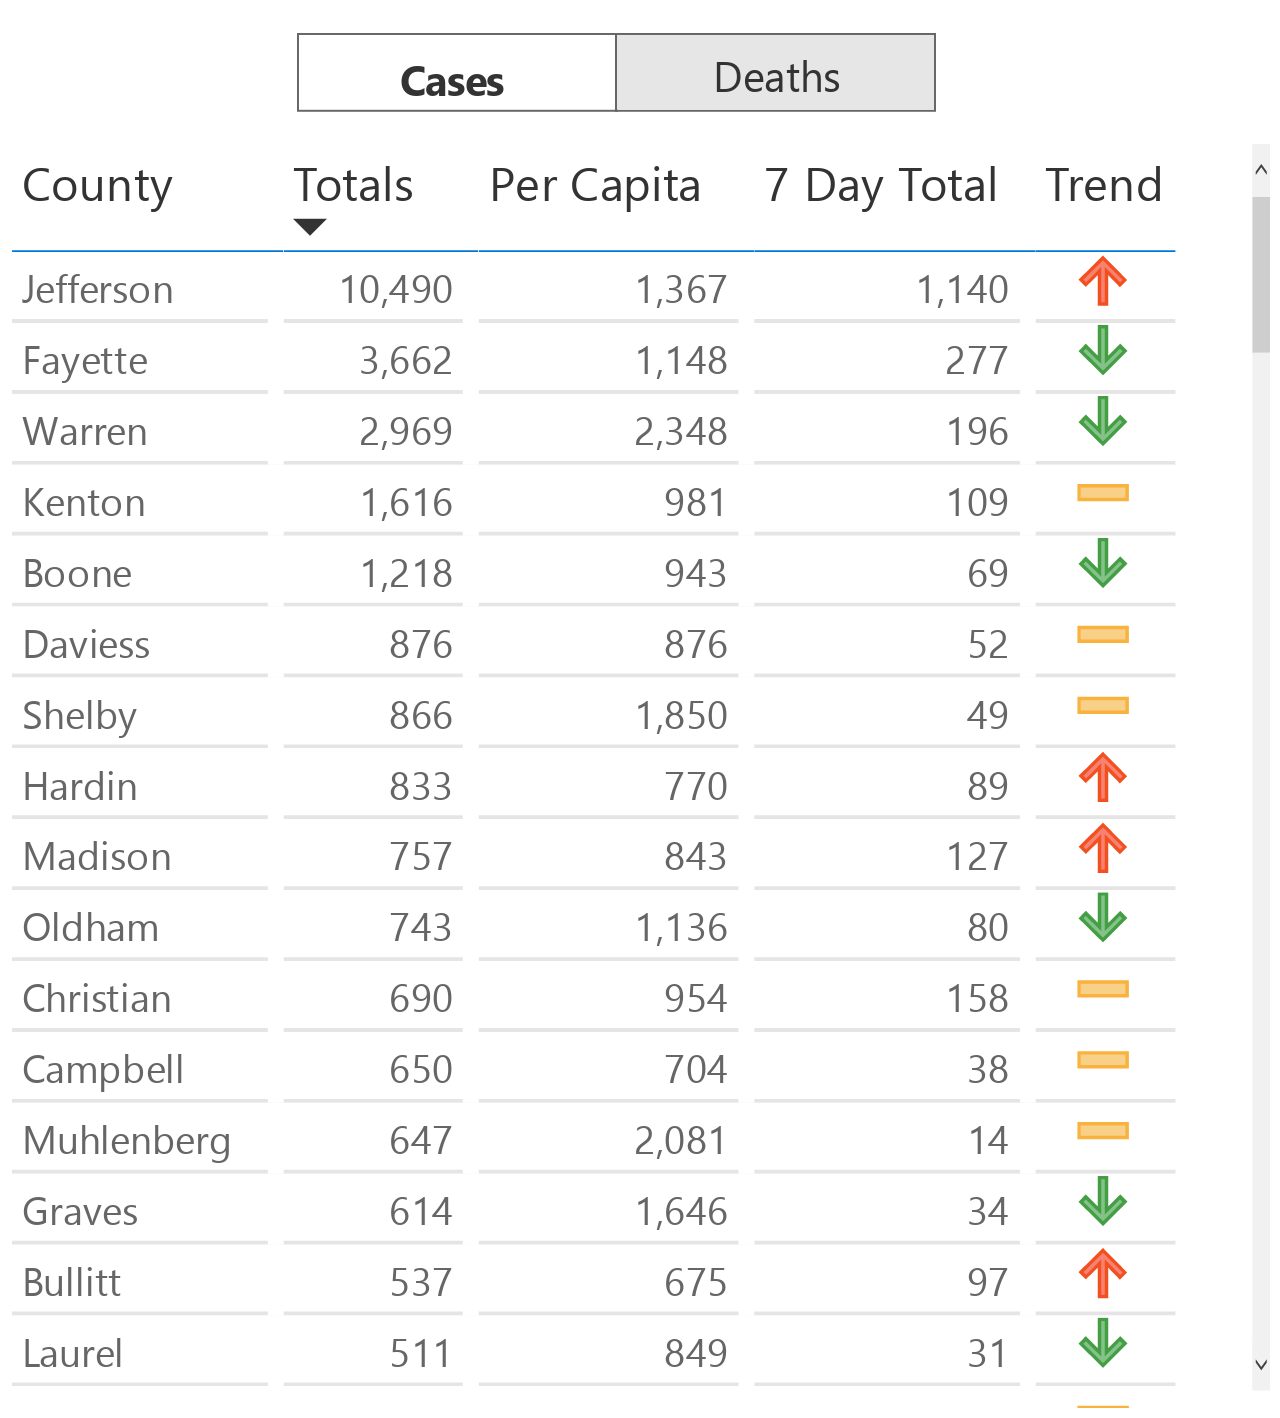 Cases Deaths
County Totals Per Capita 7 Day Total Trend
Jefferson 10,490 1,367 1,140
Fayette 3,662 1,148 277
Warren 2,969 2,348 196
Kenton 1,616 981 109
Boone 1,218 943 69
Daviess 876 876 52
Shelby 866 1,850 49
Hardin 833 770 89
Madison 757 843 127
Oldham 743 1,136 80
Christian 690 954 158
Campbell 650 704 38
Muhlenberg 647 2,081 14
Graves 614 1,646 34
Bullitt 537 675 97
Laurel 511 849 31